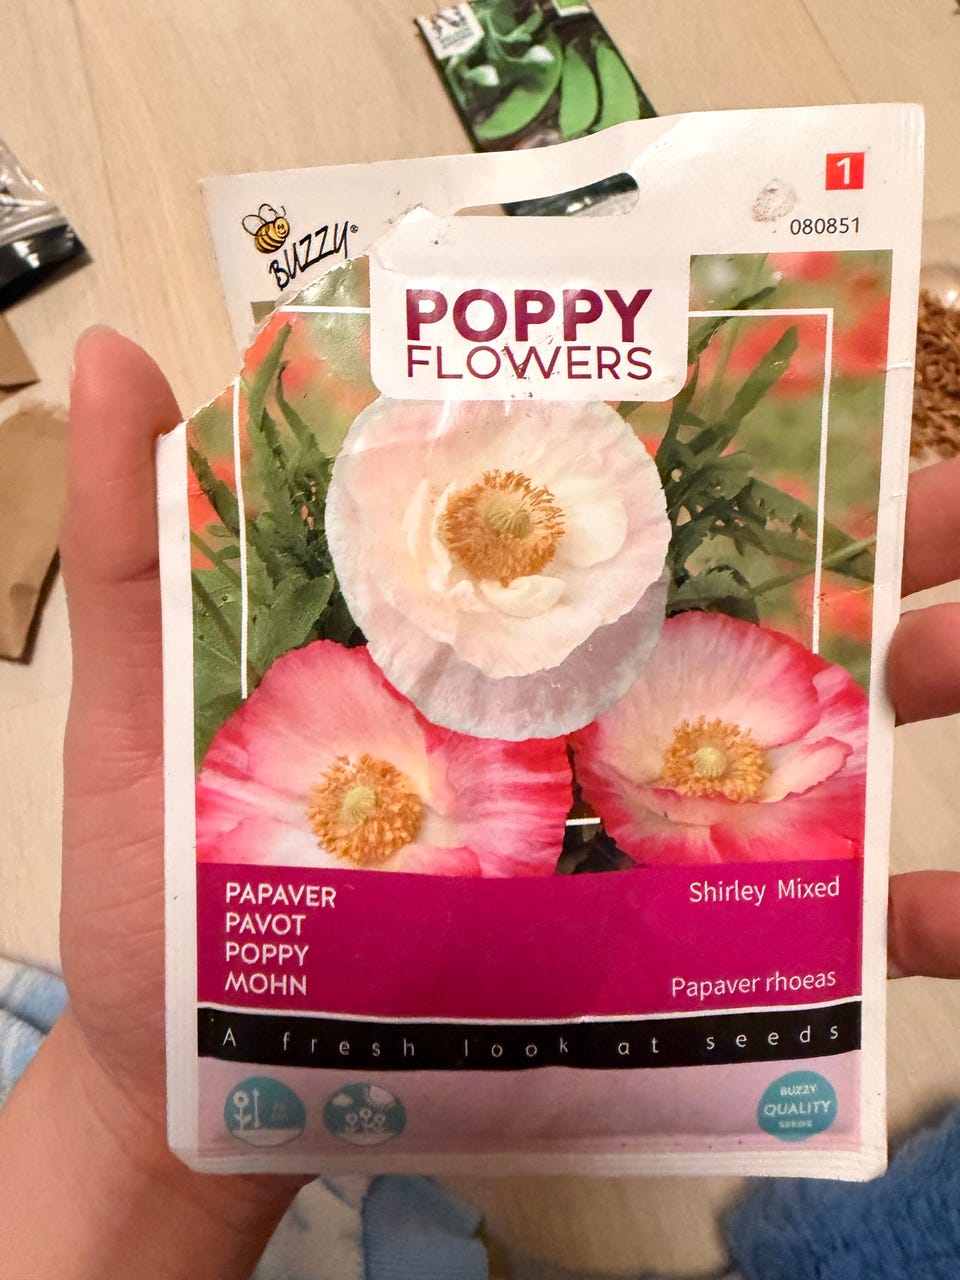 BUZZY®
1
080851
POPPY
FLOWERS
PAPAVER
PAVOT
POPPY
MOHN
Shirley Mixed
Papaver rhoeas
A fresh look at seeds
BUZZY
QUALITY
SEEDS